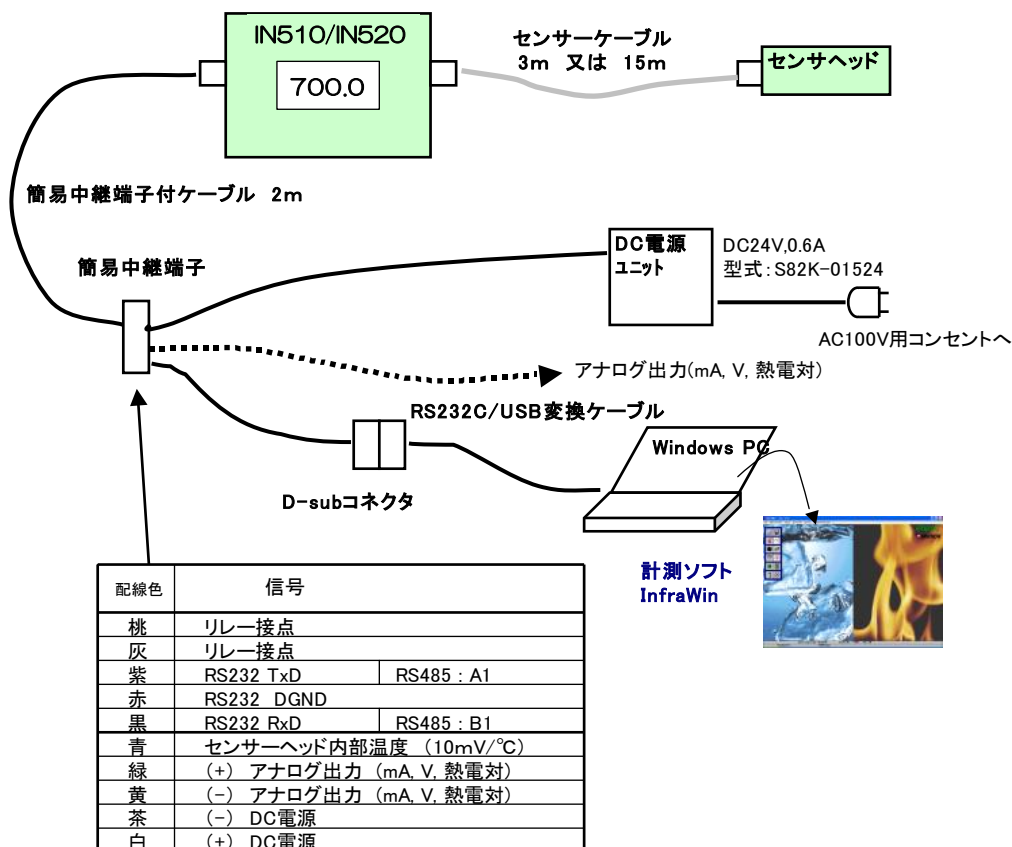 IN510/IN520
700.0
センサーケーブル
3m 又は 15m
センサヘッド
簡易中継端子付ケーブル 2m
簡易中継端子
DC電源
ユニット
DC24V,0.6A
型式:S82K-01524
AC100V用コンセントへ
アナログ出力(mA, V, 熱電対)
RS232C/USB変換ケーブル
Windows PC
D-subコネクタ
計測ソフト
InfraWin
配線色 信号
桃 リレー接点
灰 リレー接点
紫 RS232 TxD RS485 : A1
赤 RS232 DGND
黒 RS232 RxD RS485 : B1
青 センサーヘッド内部温度 (10mV/℃)
緑 (+) アナログ出力 (mA, V, 熱電対)
黄 (-) アナログ出力 (mA, V, 熱電対)
茶 (-) DC電源
白 (+) DC電源